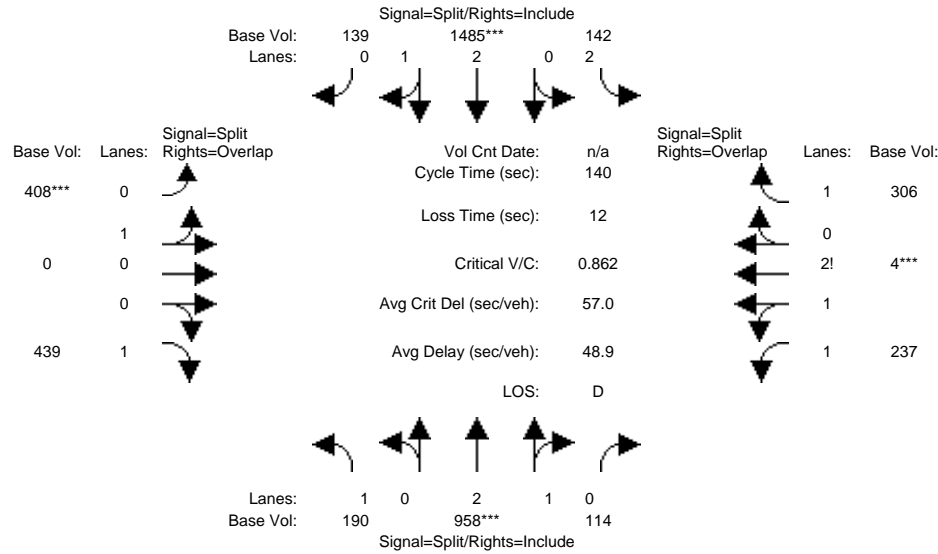 Signal=Split/Rights=Include
Base Vol: 139 1485*** 142
Lanes: 0 1 2 0 2
Signal=Split
Base Vol: Lanes: Rights=Overlap
Vol Cnt Date: n/a
Signal=Split
Rights=Overlap Lanes: Base Vol:
Cycle Time (sec): 140
408*** 0
1 306
Loss Time (sec): 12
1
0
0 0
Critical V/C: 0.862
2! 4***
0
Avg Crit Del (sec/veh): 57.0
1
439 1
Avg Delay (sec/veh): 48.9
1 237
LOS: D
Lanes: 1 0 2 1 0
Base Vol: 190 958*** 114
Signal=Split/Rights=Include